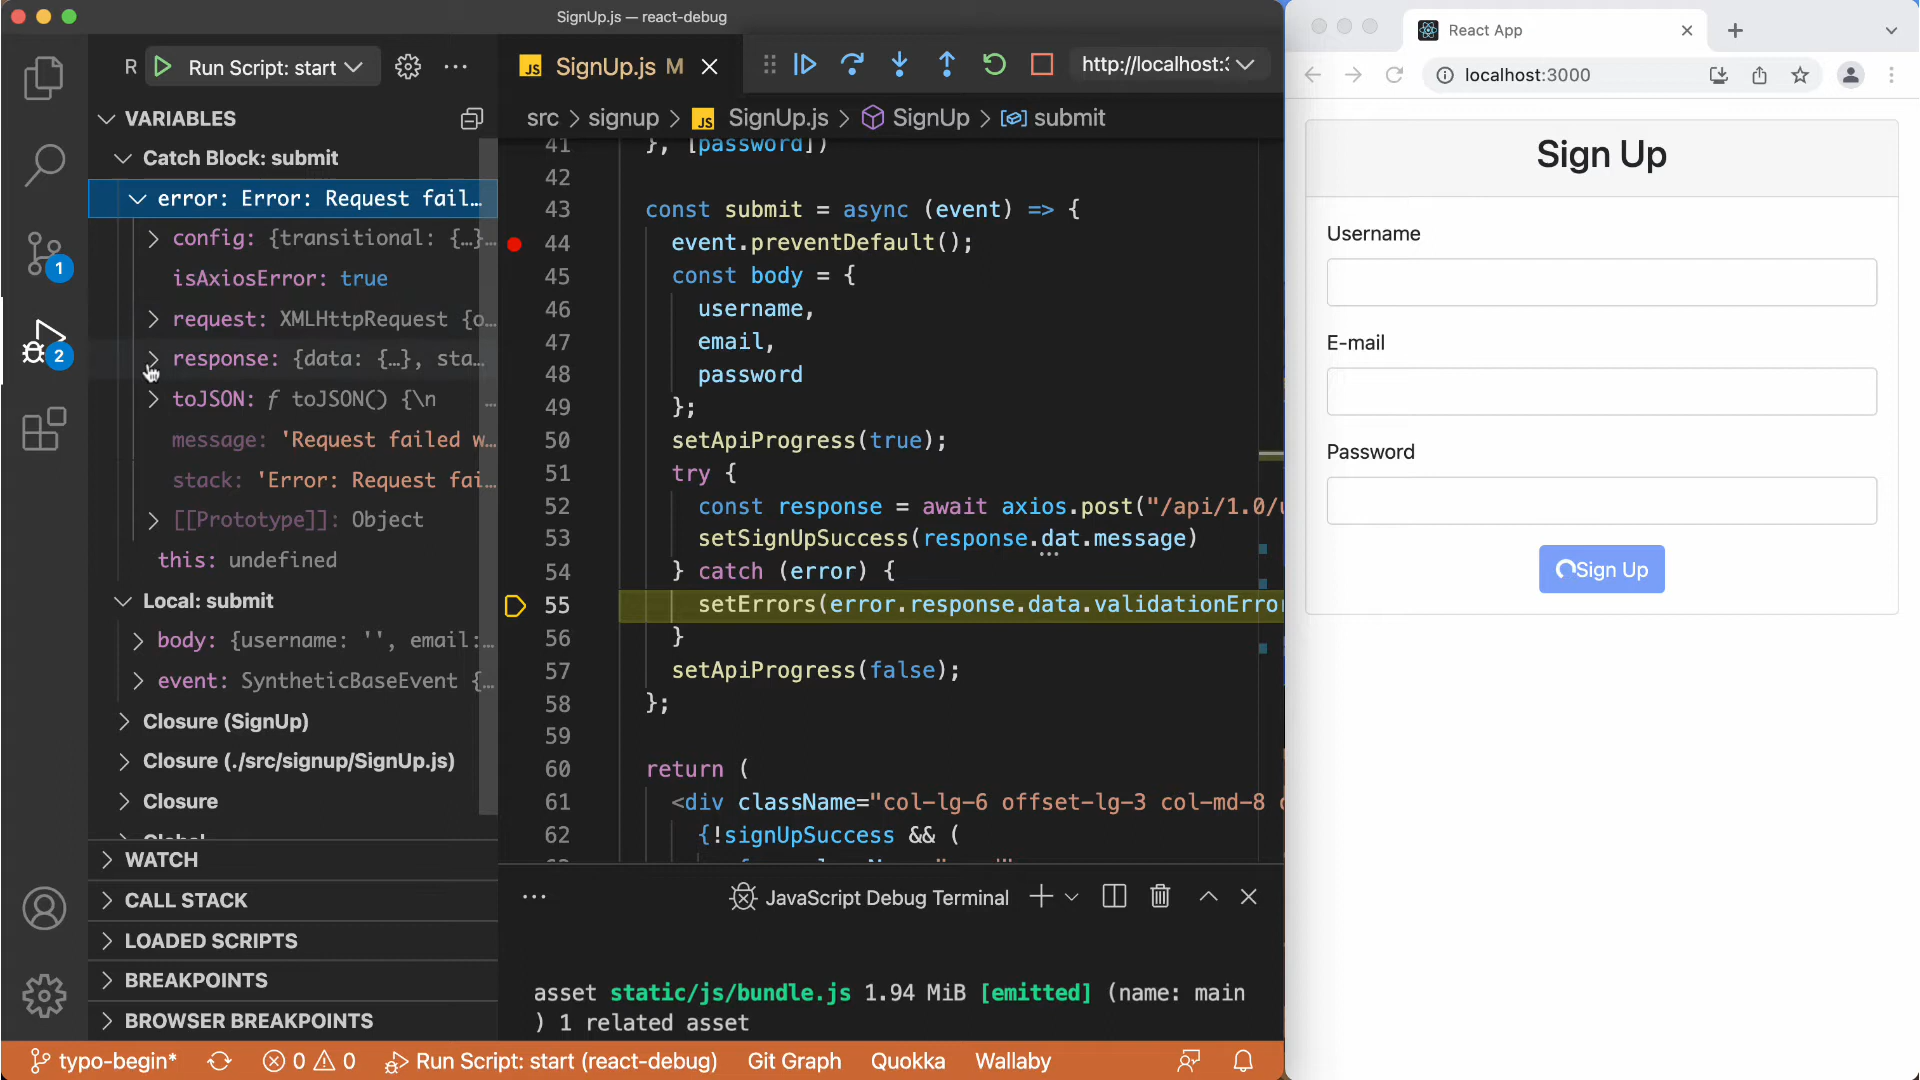 SignUp.js — react-debug
R
Run Script: start
JS SignUp.js M
http://localhost:
VARIABLES
src > signup > JS SignUp.js > SignUp > submit
Catch Block: submit
error: Error: Request fail…
config: {transitional: {…}…
isAxiosError: true
request: XMLHttpRequest {o…
response: {data: {…}, sta…
toJSON: ƒ toJSON() {\n …
message: 'Request failed w…
stack: 'Error: Request fai…
[[Prototype]]: Object
this: undefined
Local: submit
body: {username: '', email:…
event: SyntheticBaseEvent {…
Closure (SignUp)
Closure (./src/signup/SignUp.js)
Closure
Global
WATCH
CALL STACK
LOADED SCRIPTS
BREAKPOINTS
BROWSER BREAKPOINTS
1
2
41 }, [password])
42
43 const submit = async (event) => {
44 event.preventDefault();
45 const body = {
46 username,
47 email,
48 password
49 };
50 setApiProgress(true);
51 try {
52 const response = await axios.post("/api/1.0/u
53 setSignUpSuccess(response.dat.message)
54 } catch (error) {
55 setErrors(error.response.data.validationError
56 }
57 setApiProgress(false);
58 };
59
60 return (
61 <div className="col-lg-6 offset-lg-3 col-md-8
62 {!signUpSuccess && (
JavaScript Debug Terminal
asset static/js/bundle.js 1.94 MiB [emitted] (name: main
) 1 related asset
typo-begin*
0
0
Run Script: start (react-debug)
Git Graph
Quokka
Wallaby
React App
localhost:3000
Sign Up
Username
E-mail
Password
Sign Up